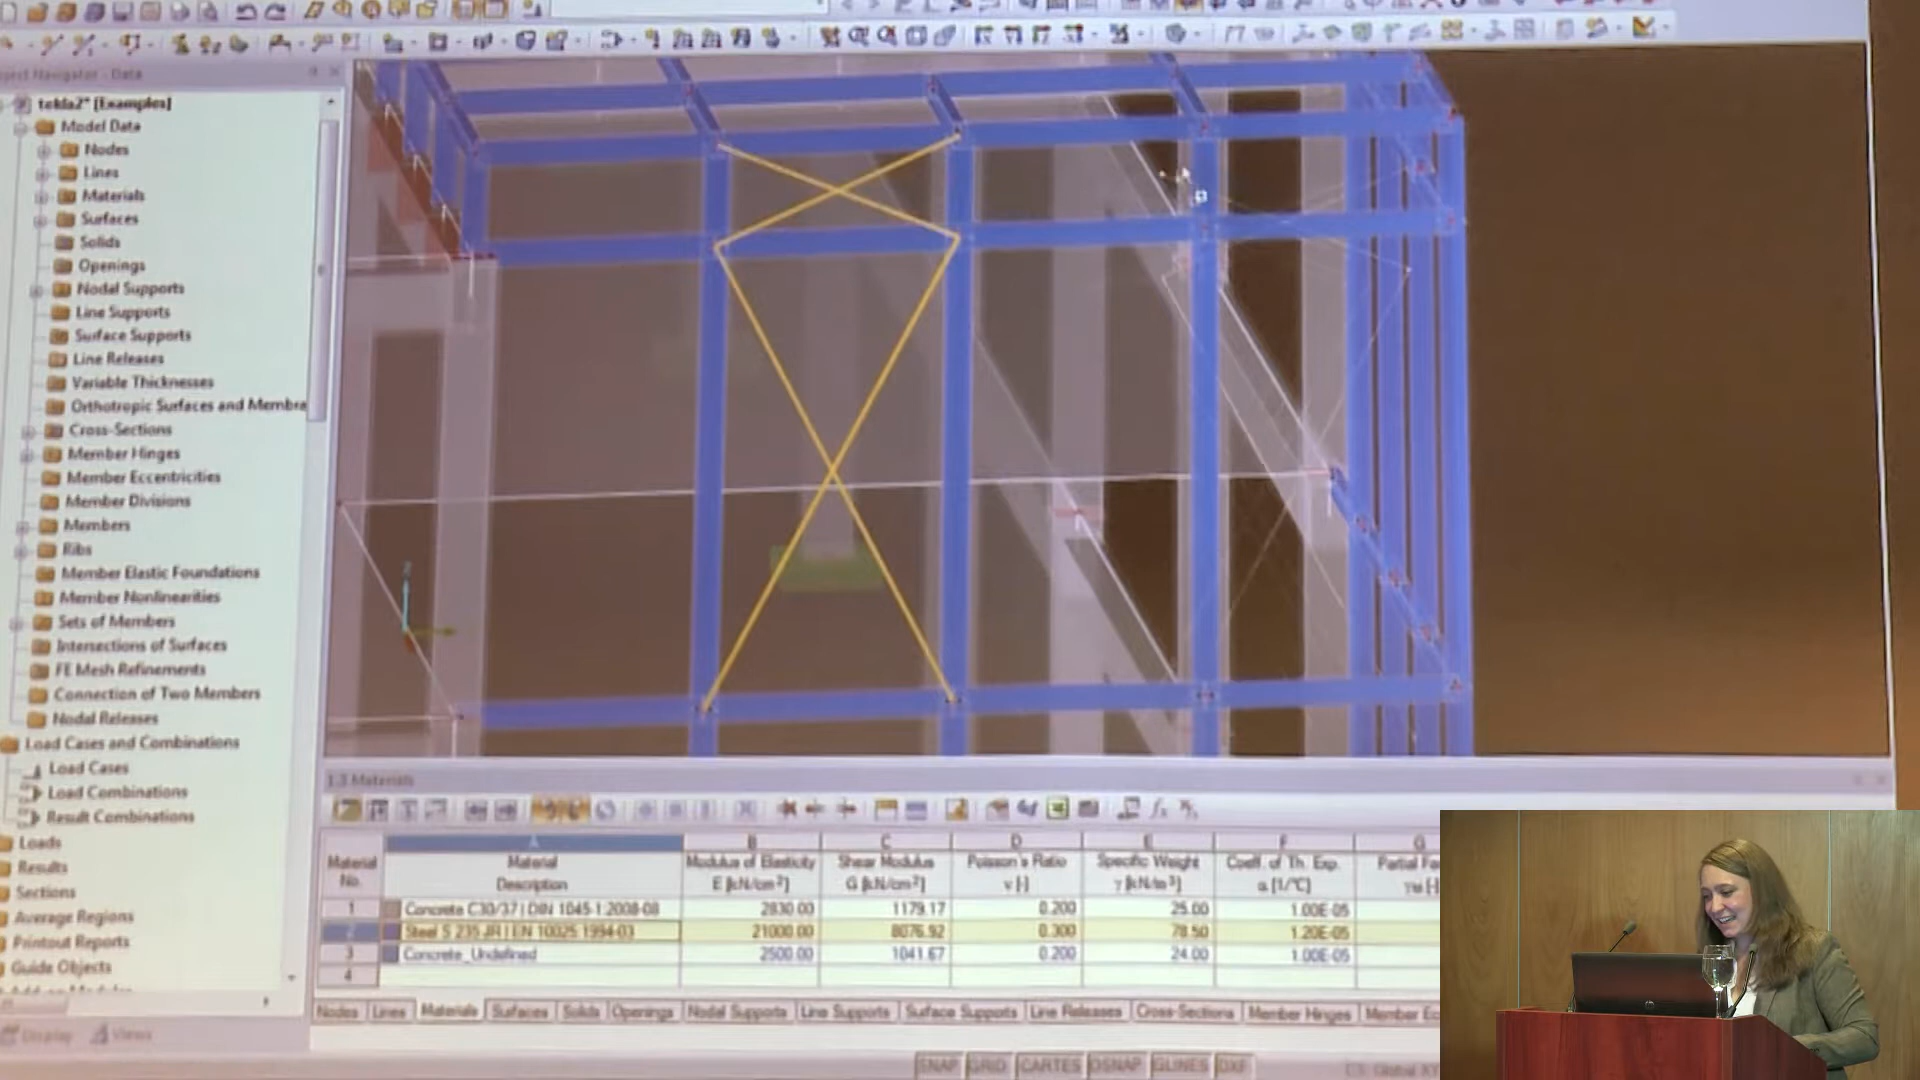 Project Navigator - Data
tekla2* [Examples]
Model Data
Nodes
Lines
Materials
Surfaces
Solids
Openings
Nodal Supports
Line Supports
Surface Supports
Line Releases
Variable Thicknesses
Orthotropic Surfaces and Membra
Cross-Sections
Member Hinges
Member Eccentricities
Member Divisions
Members
Ribs
Member Elastic Foundations
Member Nonlinearities
Sets of Members
Intersections of Surfaces
FE Mesh Refinements
Connection of Two Members
Nodal Releases
Load Cases and Combinations
Load Cases
Load Combinations
Result Combinations
Loads
Results
Sections
Average Regions
Printout Reports
Guide Objects
Display Views
1.3 Materials
A B C D E F G
Material No. Material Description Modulus of Elasticity E [kN/cm²] Shear Modulus G [kN/cm²] Poisson's Ratio ν [-] Specific Weight γ [kN/m³] Coeff. of Th. Exp. α [1/°C] Partial Fa γM [-]
1 Concrete C30/37 | DIN 1045-1:2008-08 2830.00 1179.17 0.200 25.00 1.00E-05
2 Steel S 235 JR | EN 10025:1994-03 21000.00 8076.92 0.300 78.50 1.20E-05
3 Concrete_Undefined 2500.00 1041.67 0.200 24.00 1.00E-05
4
Nodes Lines Materials Surfaces Solids Openings Nodal Supports Line Supports Surface Supports Line Releases Cross-Sections Member Hinges Member Ec
SNAP GRID CARTES OSNAP GLINES DXF